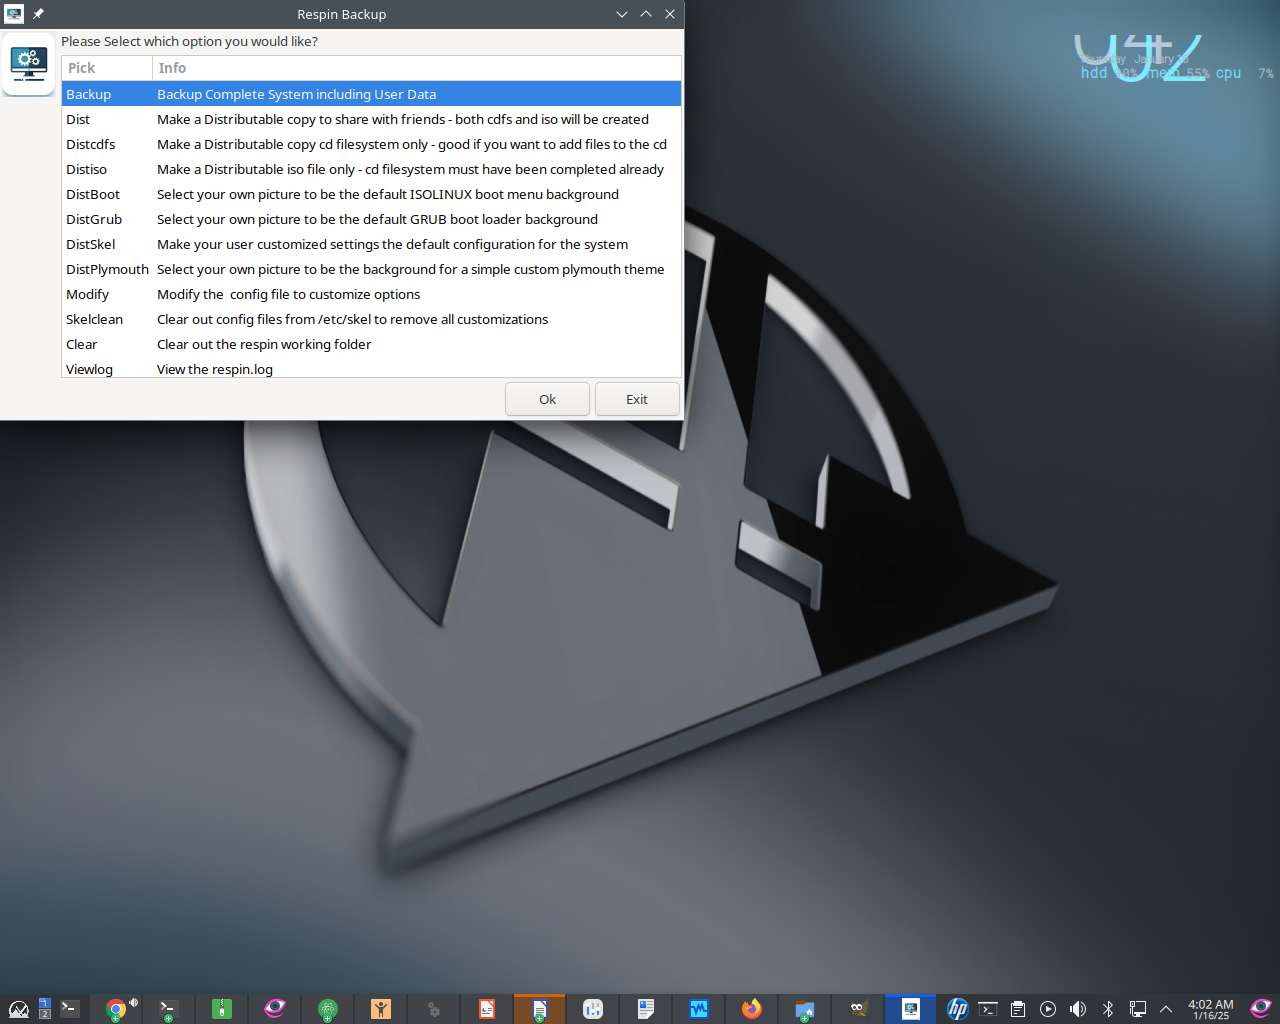 Respin Backup
Please Select which option you would like?
Pick Info
Backup Backup Complete System including User Data
Dist Make a Distributable copy to share with friends - both cdfs and iso will be created
Distcdfs Make a Distributable copy cd filesystem only - good if you want to add files to the cd
Distiso Make a Distributable iso file only - cd filesystem must have been completed already
DistBoot Select your own picture to be the default ISOLINUX boot menu background
DistGrub Select your own picture to be the default GRUB boot loader background
DistSkel Make your user customized settings the default configuration for the system
DistPlymouth Select your own picture to be the background for a simple custom plymouth theme
Modify Modify the  config file to customize options
Skelclean Clear out config files from /etc/skel to remove all customizations
Clear Clear out the respin working folder
Viewlog View the respin.log
Ok Exit
January
hdd mem 55% cpu 7%
1
2
hp
4:02 AM
1/16/25